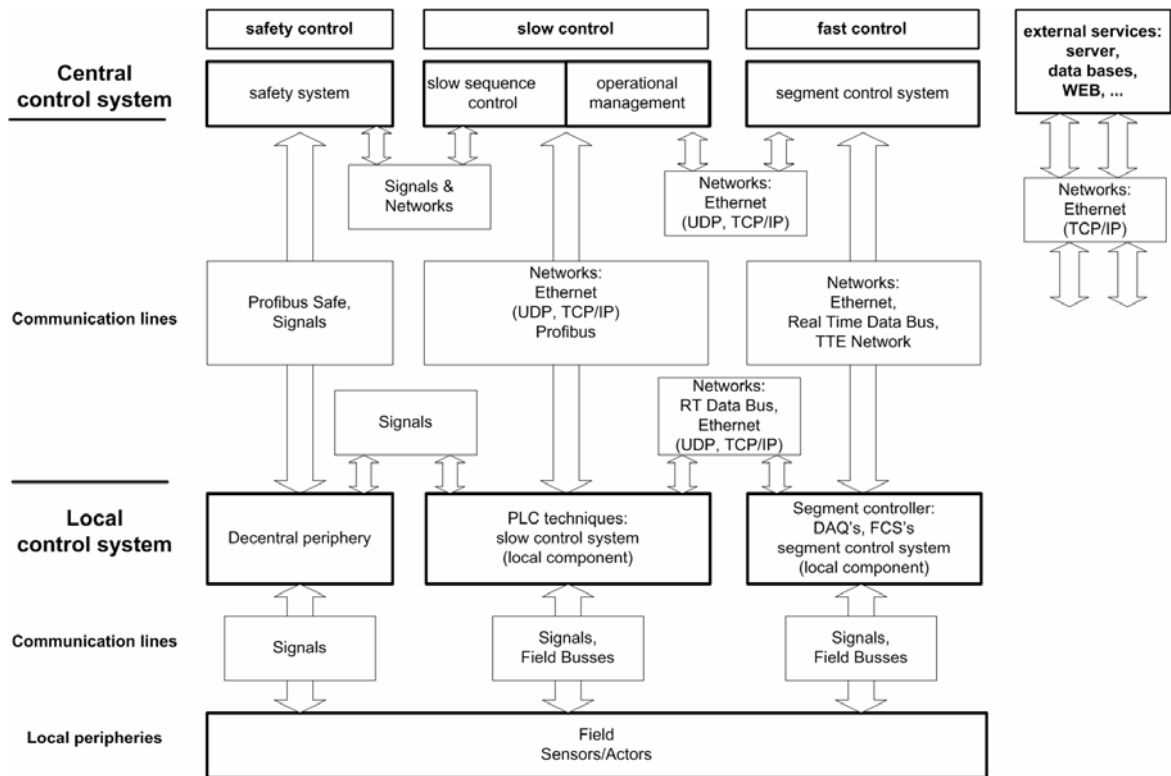 safety control
slow control
fast control
external services:
server,
data bases,
WEB, ...
Central
control system
safety system
slow sequence
control
operational
management
segment control system
Signals &
Networks
Networks:
Ethernet
(UDP, TCP/IP)
Networks:
Ethernet
(TCP/IP)
Communication lines
Profibus Safe,
Signals
Networks:
Ethernet
(UDP, TCP/IP)
Profibus
Networks:
Ethernet,
Real Time Data Bus,
TTE Network
Signals
Networks:
RT Data Bus,
Ethernet
(UDP, TCP/IP)
Local
control system
Decentral periphery
PLC techniques:
slow control system
(local component)
Segment controller:
DAQ's, FCS's
segment control system
(local component)
Communication lines
Signals
Signals,
Field Busses
Signals,
Field Busses
Local peripheries
Field
Sensors/Actors